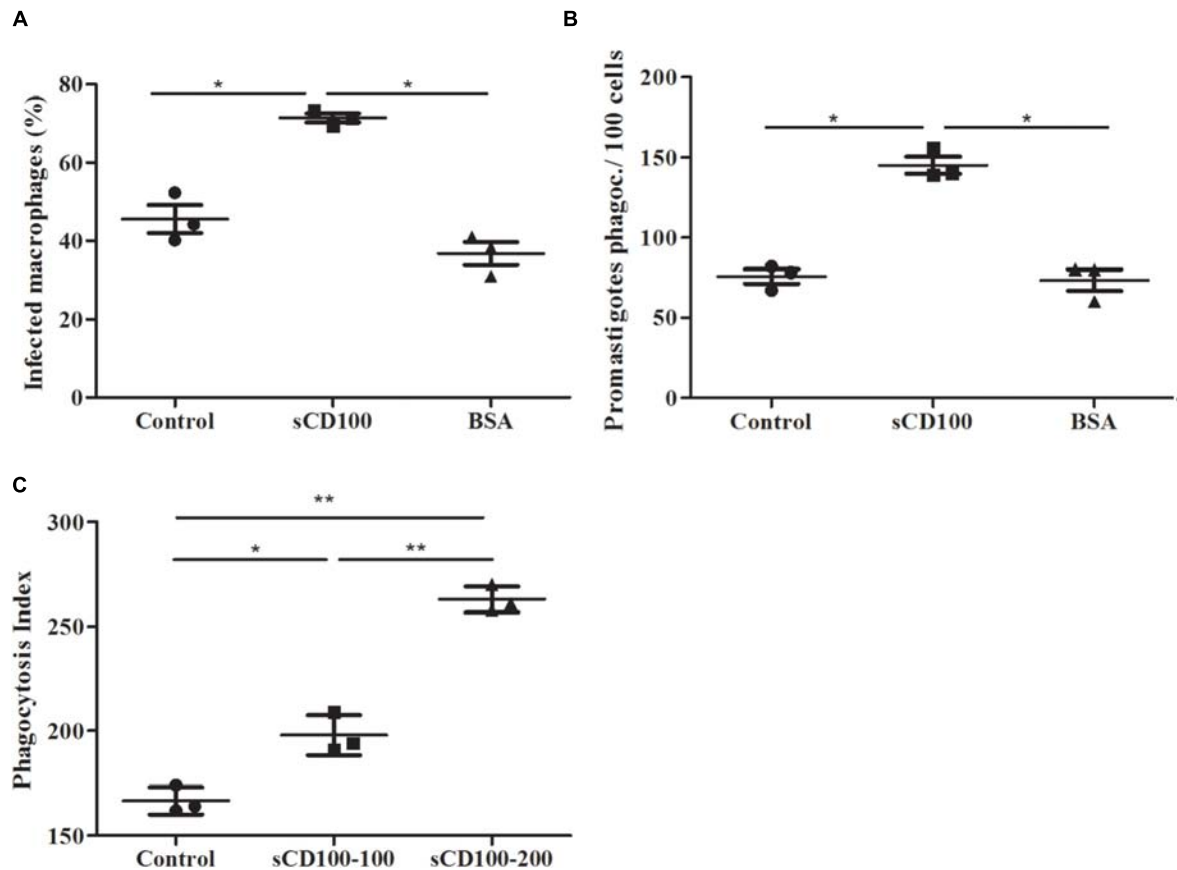 A
Infected macrophages (%)
80
60
40
20
0
*
*
Control
sCD100
BSA
B
Promastigotes phagoc./ 100 cells
200
150
100
50
0
*
*
Control
sCD100
BSA
C
Phagocytosis Index
300
250
200
150
**
*
**
Control
sCD100-100
sCD100-200